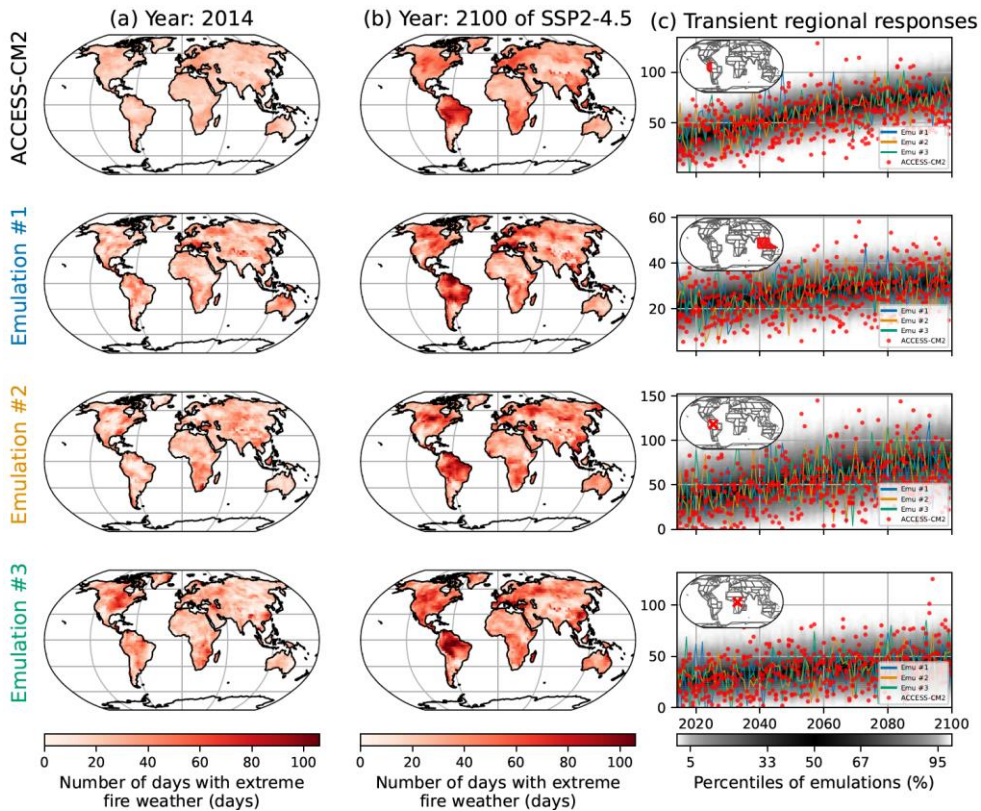 (a) Year: 2014
(b) Year: 2100 of SSP2-4.5
(c) Transient regional responses
ACCESS-CM2
100
50
Emu #1
Emu #2
Emu #3
ACCESS-CM2
Emulation #1
60
40
20
Emu #1
Emu #2
Emu #3
ACCESS-CM2
Emulation #2
150
100
50
0
Emu #1
Emu #2
Emu #3
ACCESS-CM2
Emulation #3
100
50
0
Emu #1
Emu #2
Emu #3
ACCESS-CM2
2020 2040 2060 2080 2100
0 20 40 60 80 100
Number of days with extreme
fire weather (days)
0 20 40 60 80 100
Number of days with extreme
fire weather (days)
5 33 50 67 95
Percentiles of emulations (%)